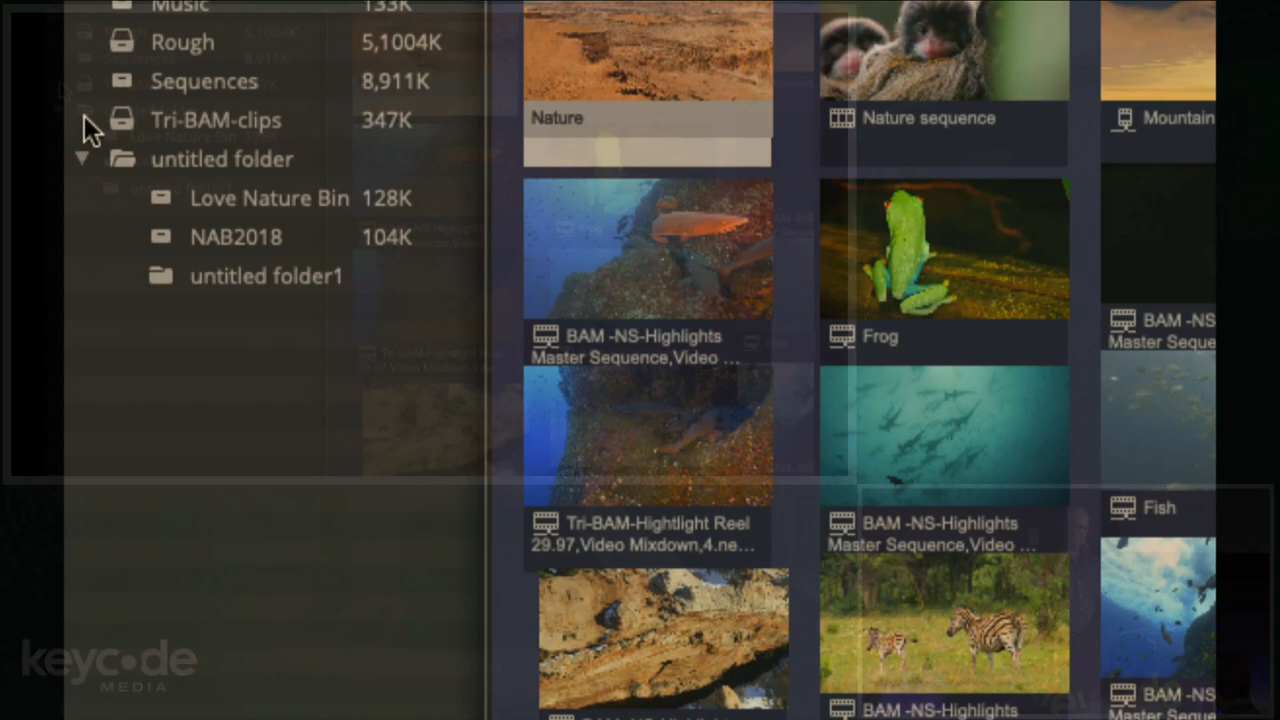 Music 133K
Rough 5,1004K
Sequences 8,911K
Tri-BAM-clips 347K
untitled folder
Love Nature Bin 128K
NAB2018 104K
untitled folder1
Nature
Nature sequence
Mountain
BAM -NS-Highlights
Master Sequence,Video ...
Frog
BAM -NS
Master Seque
Tri-BAM-Hightlight Reel
29.97,Video Mixdown,4.ne...
BAM -NS-Highlights
Master Sequence,Video ...
Fish
BAM -NS-Highlights
BAM -NS
Master Seque
keycode
MEDIA